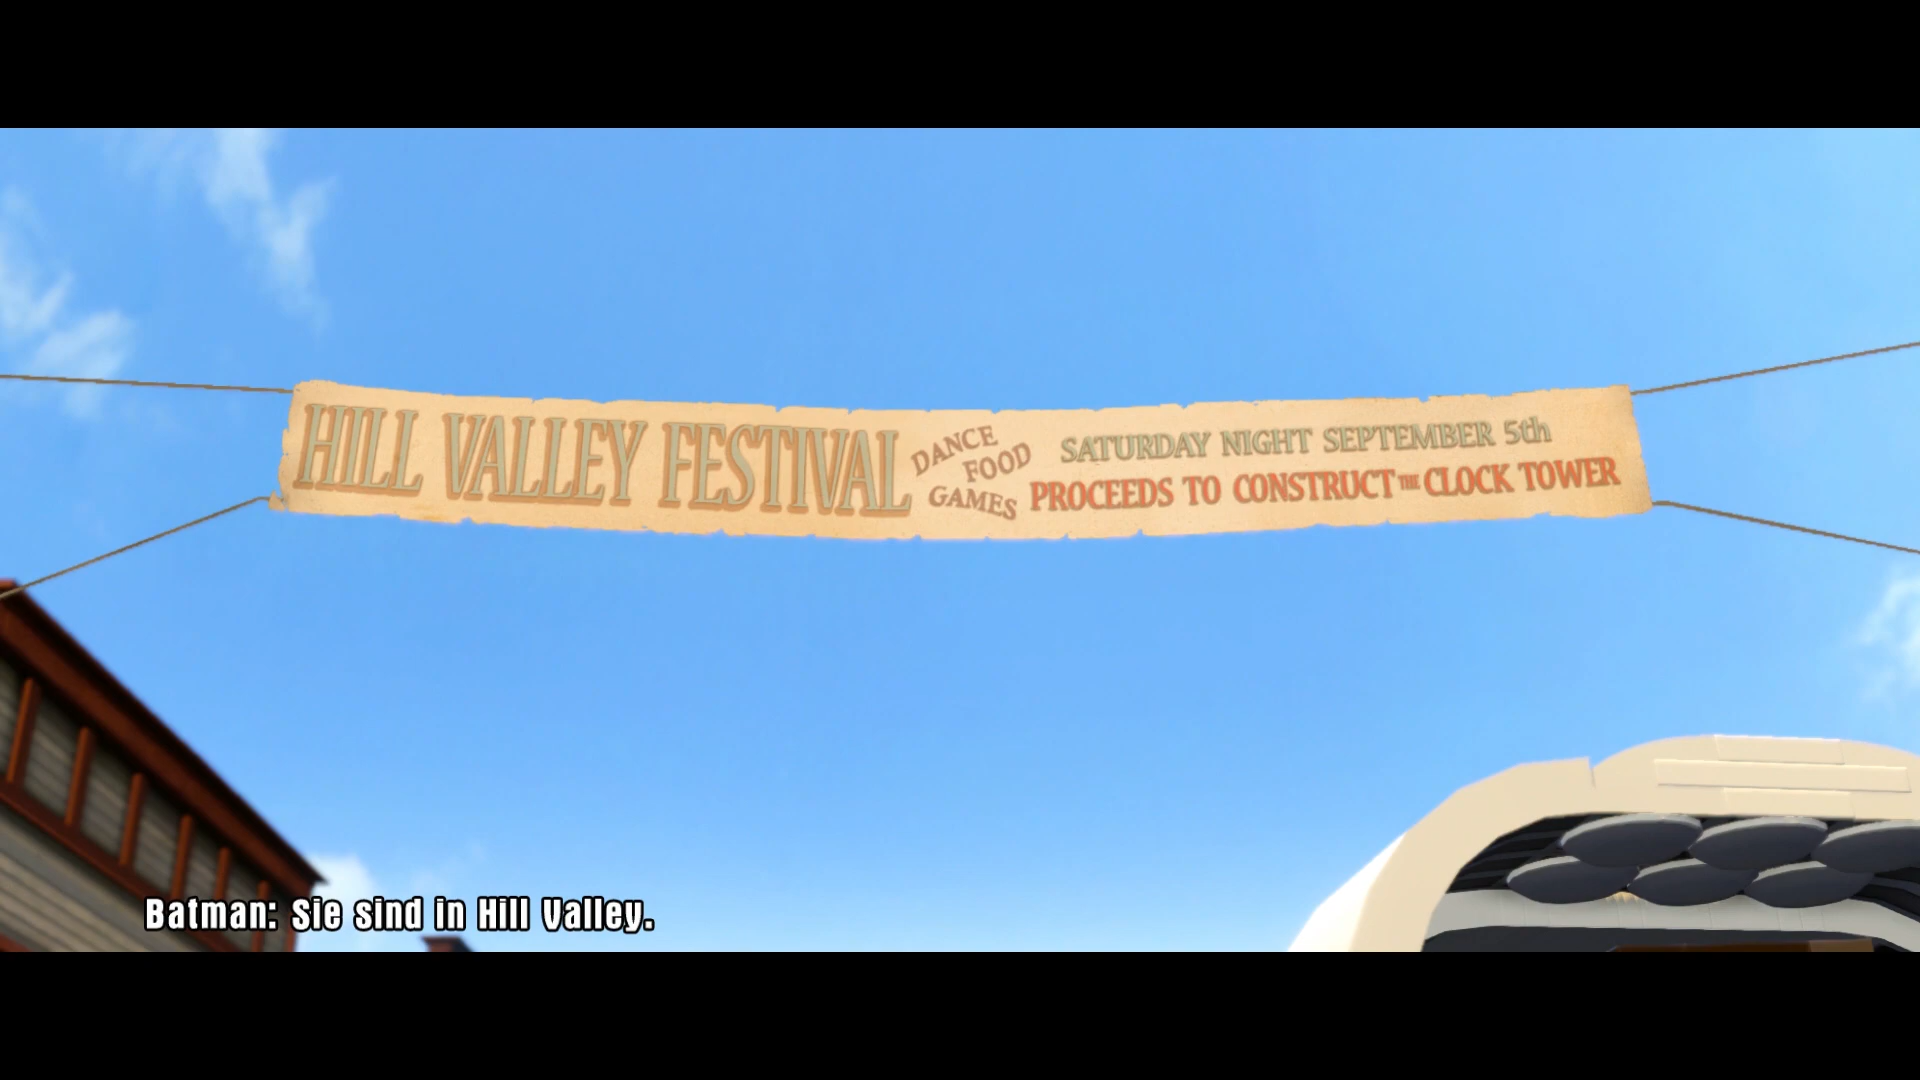 HILL VALLEY FESTIVAL
DANCE
FOOD
GAMES
SATURDAY NIGHT SEPTEMBER 5th
PROCEEDS TO CONSTRUCT THE CLOCK TOWER
Batman: Sie sind in Hill Valley.